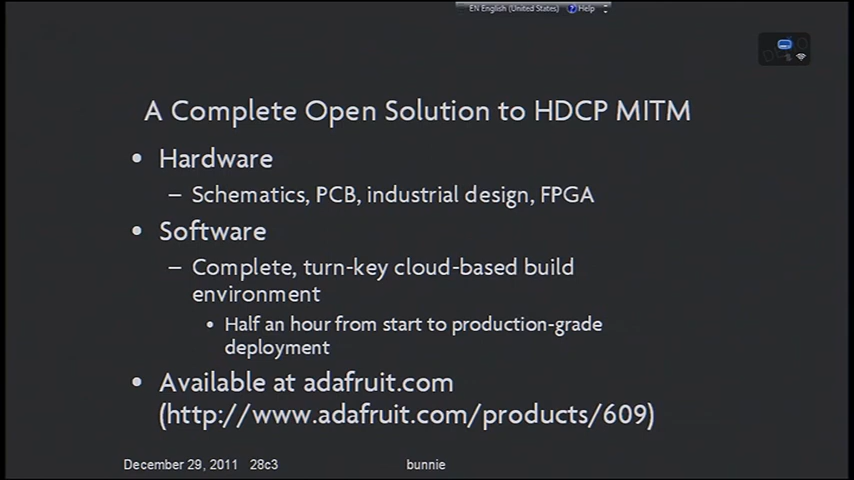 EN English (United States) ? Help
A Complete Open Solution to HDCP MITM
• Hardware
– Schematics, PCB, industrial design, FPGA
• Software
– Complete, turn-key cloud-based build
environment
• Half an hour from start to production-grade
deployment
• Available at adafruit.com
(http://www.adafruit.com/products/609)
December 29, 2011 28c3 bunnie